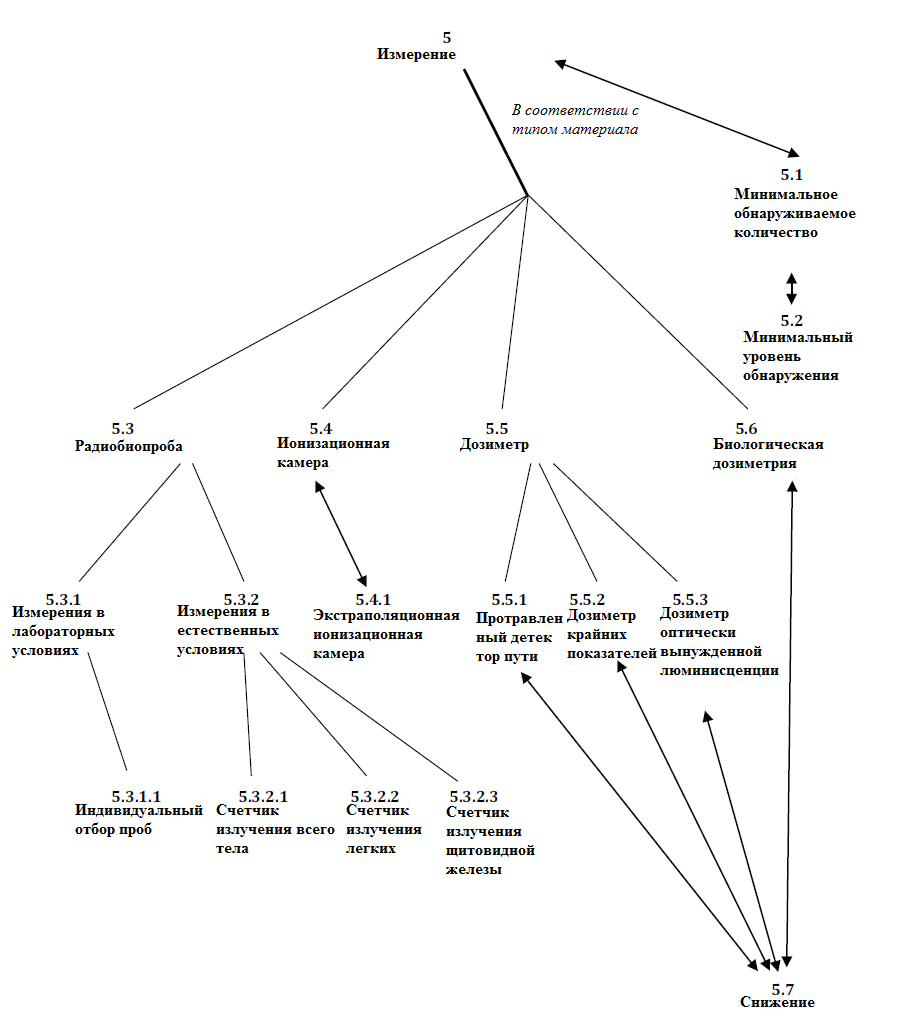 5
Измерение
В соответствии с
типом материала
5.1
Минимальное
обнаруживаемое
количество
5.2
Минимальный
уровень
обнаружения
5.3
Радиобиопроба
5.4
Ионизационная
камера
5.5
Дозиметр
5.6
Биологическая
дозиметрия
5.3.1
Измерения в
лабораторных
условиях
5.3.2
Измерения в
естественных
условиях
5.4.1
Экстраполяционная
ионизационная
камера
5.5.1
Протравлен
ный детек
тор пути
5.5.2
Дозиметр
крайних
показателей
5.5.3
Дозиметр
оптически
вынужденной
люминисценции
5.3.1.1
Индивидуальный
отбор проб
5.3.2.1
Счетчик
излучения всего
тела
5.3.2.2
Счетчик
излучения
легких
5.3.2.3
Счетчик
излучения
щитовидной
железы
5.7
Снижение